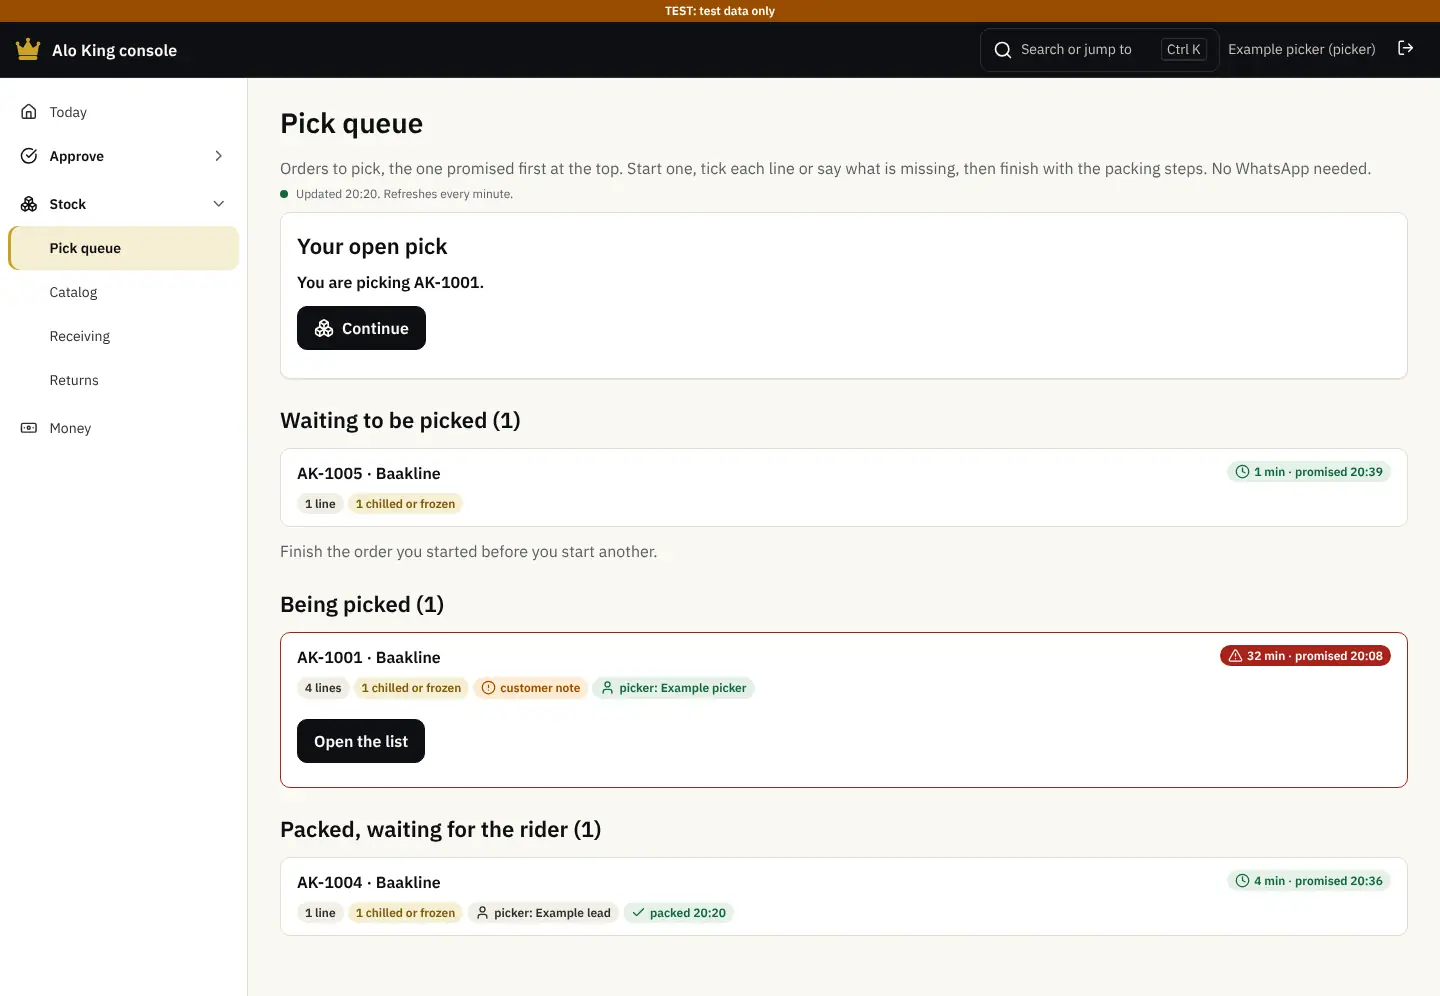 TEST: test data only
Alo King console
Search or jump to
Ctrl K
Example picker (picker)
Today
Approve
Stock
Pick queue
Catalog
Receiving
Returns
Money
Pick queue
Orders to pick, the one promised first at the top. Start one, tick each line or say what is missing, then finish with the packing steps. No WhatsApp needed.
Updated 20:20. Refreshes every minute.
Your open pick
You are picking AK-1001.
Continue
Waiting to be picked (1)
AK-1005 · Baakline
1 min · promised 20:39
1 line
1 chilled or frozen
Finish the order you started before you start another.
Being picked (1)
AK-1001 · Baakline
32 min · promised 20:08
4 lines
1 chilled or frozen
customer note
picker: Example picker
Open the list
Packed, waiting for the rider (1)
AK-1004 · Baakline
4 min · promised 20:36
1 line
1 chilled or frozen
picker: Example lead
packed 20:20